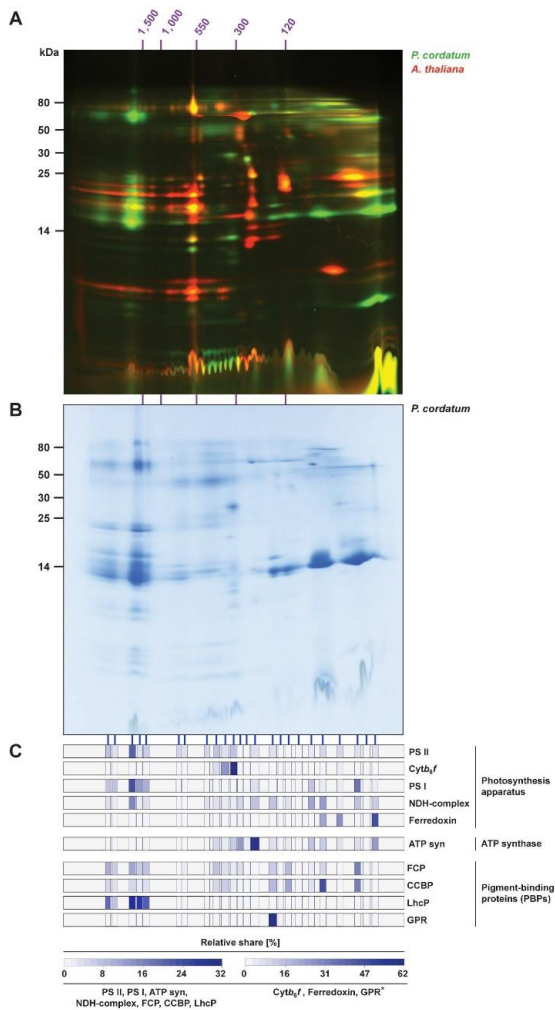 A
1,500 1,000 550 300 120
kDa
P. cordatum
A. thaliana
80
50
30
25
14
B
P. cordatum
80
50
30
25
14
C
PS II
Cytb₆f
PS I
NDH-complex
Ferredoxin
Photosynthesis
apparatus
ATP syn
ATP synthase
FCP
CCBP
LhcP
GPR
Pigment-binding
proteins (PBPs)
Relative share [%]
0 8 16 24 32 0 16 31 46 62
PS II, PS I, ATP syn,
NDH-complex, FCP, CCBP, LhcP
Cytb₆f, Ferredoxin, GPR*